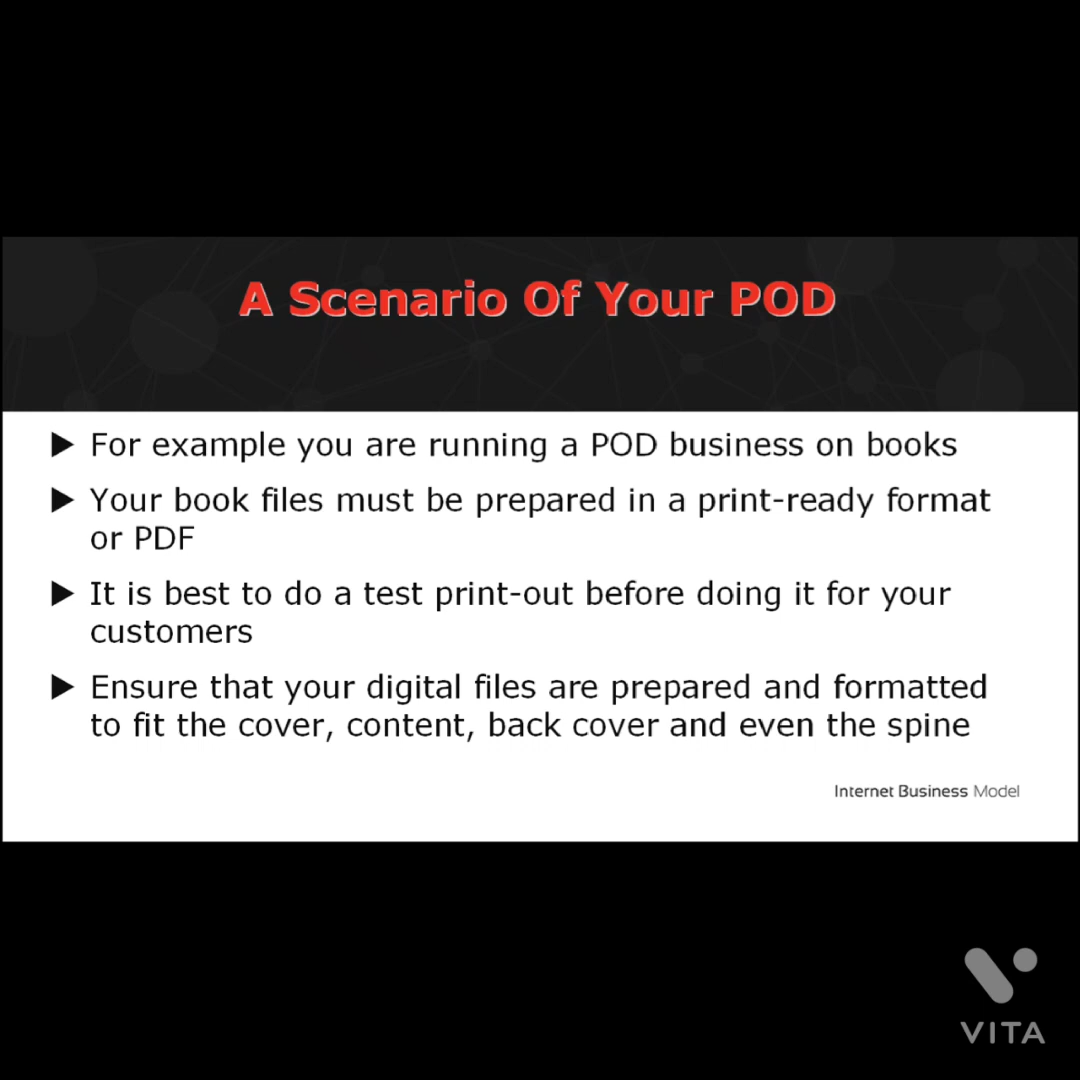 A Scenario Of Your POD
For example you are running a POD business on books
Your book files must be prepared in a print-ready format
or PDF
It is best to do a test print-out before doing it for your
customers
Ensure that your digital files are prepared and formatted
to fit the cover, content, back cover and even the spine
Internet Business Model
VITA